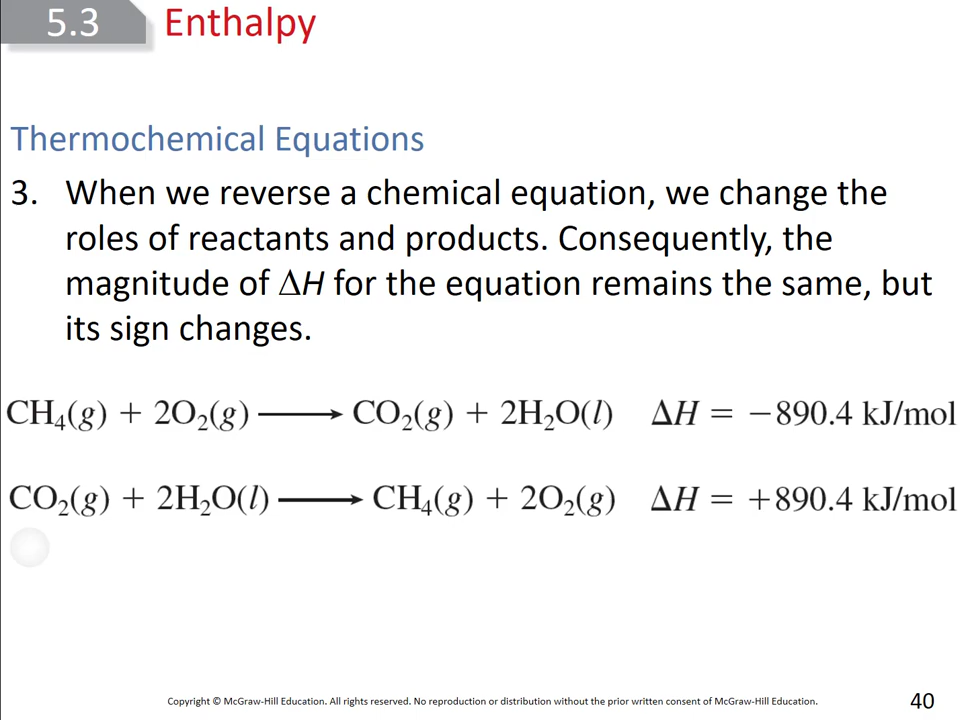 5.3 Enthalpy
Thermochemical Equations
3. When we reverse a chemical equation, we change the
roles of reactants and products. Consequently, the
magnitude of ΔH for the equation remains the same, but
its sign changes.
CH₄(g) + 2O₂(g) ⟶ CO₂(g) + 2H₂O(l) ΔH = −890.4 kJ/mol
CO₂(g) + 2H₂O(l) ⟶ CH₄(g) + 2O₂(g) ΔH = +890.4 kJ/mol
Copyright © McGraw-Hill Education. All rights reserved. No reproduction or distribution without the prior written consent of McGraw-Hill Education. 40